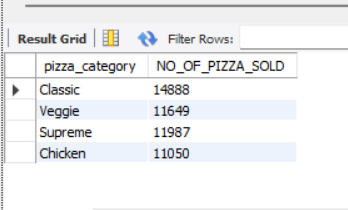 Result Grid Filter Rows:
pizza_category NO_OF_PIZZA_SOLD
Classic 14888
Veggie 11649
Supreme 11987
Chicken 11050